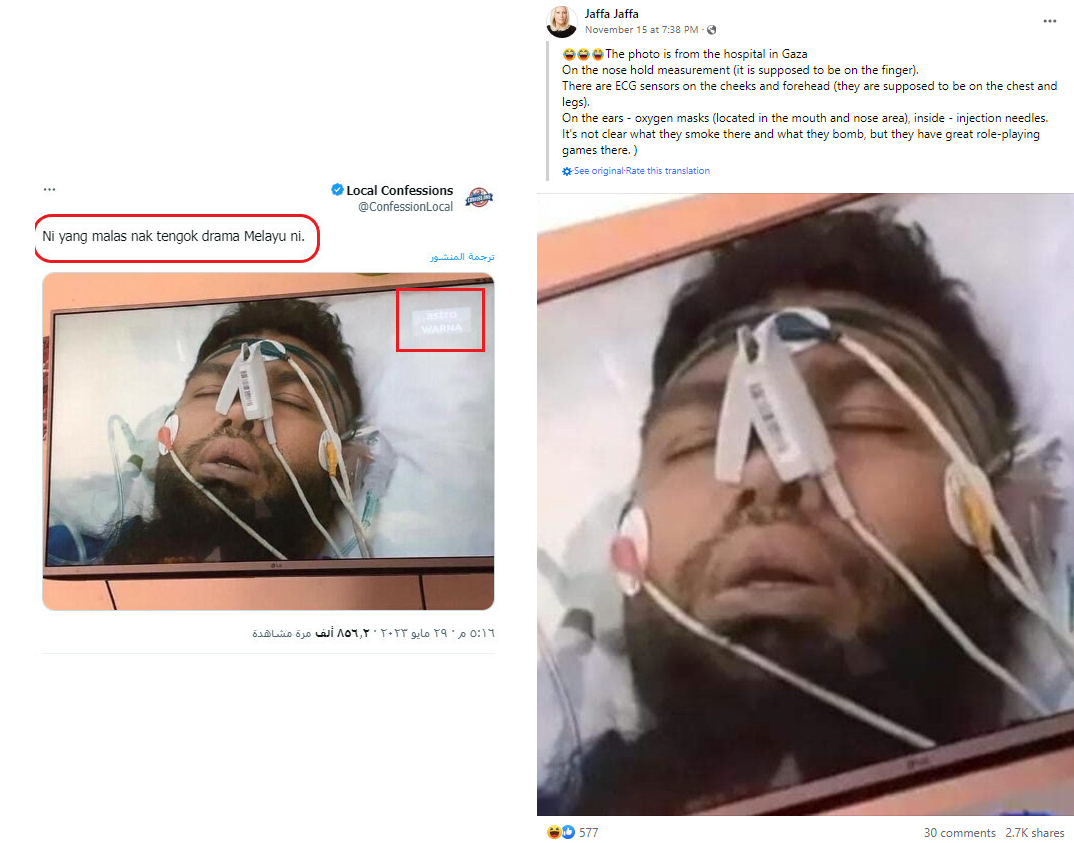 Local Confessions
@ConfessionLocal
Ni yang malas nak tengok drama Melayu ni.
ترجمة المنشور
astro
WARNA
LG
٥:١٦ م · ٢٩ مايو ٢٠٢٣ · ٨٥٦٫٢ ألف مرة مشاهدة
Jaffa Jaffa
November 15 at 7:38 PM ·
😂😂😂The photo is from the hospital in Gaza
On the nose hold measurement (it is supposed to be on the finger).
There are ECG sensors on the cheeks and forehead (they are supposed to be on the chest and
legs).
On the ears - oxygen masks (located in the mouth and nose area), inside - injection needles.
It's not clear what they smoke there and what they bomb, but they have great role-playing
games there. )
See original·Rate this translation
LG
577
30 comments 2.7K shares